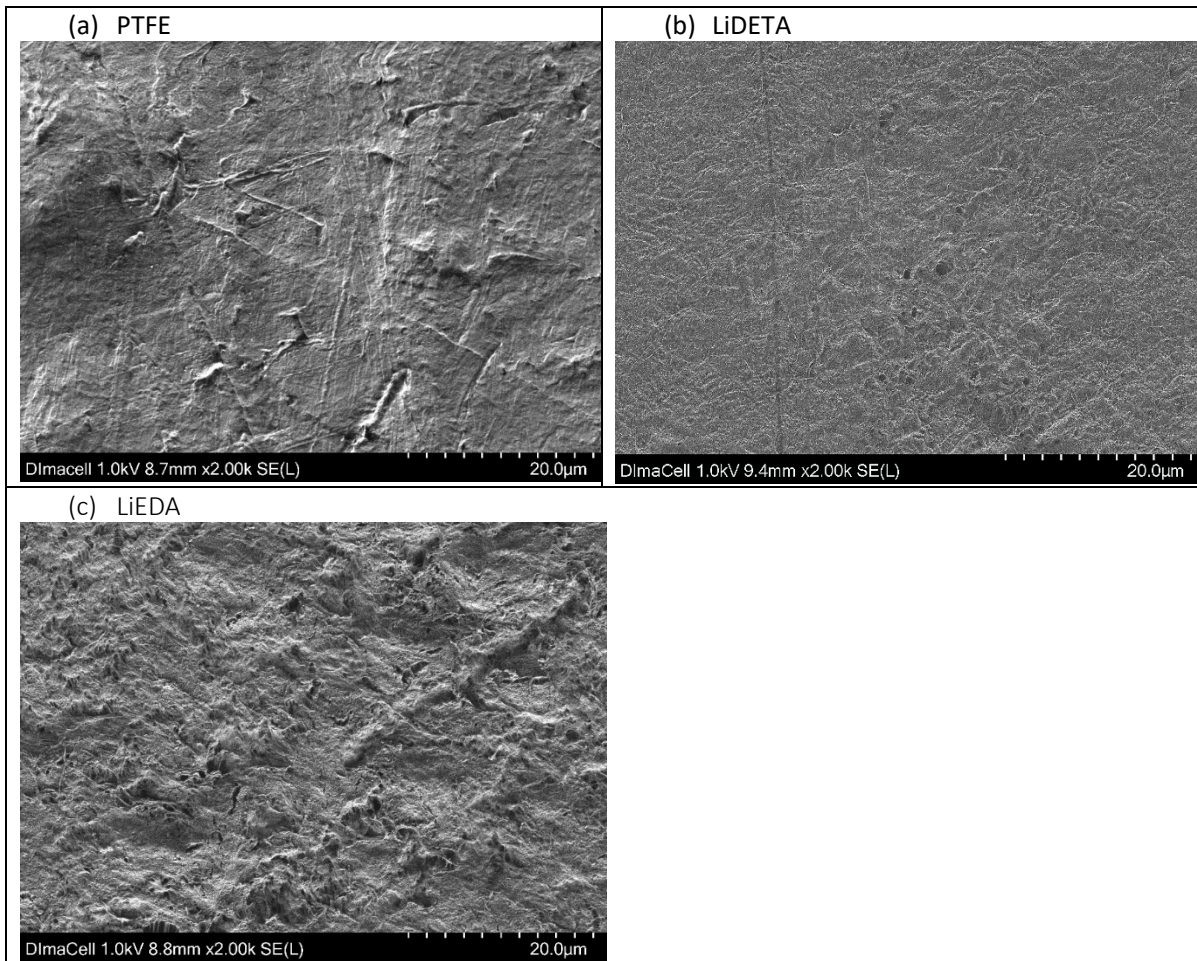 (a) PTFE
DImacell 1.0kV 8.7mm x2.00k SE(L)
20.0µm
(b) LiDETA
DImaCell 1.0kV 9.4mm x2.00k SE(L)
20.0µm
(c) LiEDA
DImaCell 1.0kV 8.8mm x2.00k SE(L)
20.0µm